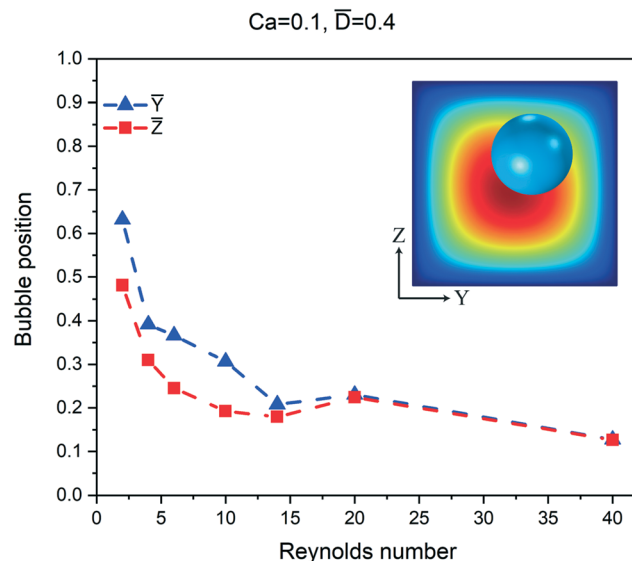 Ca=0.1, D̅=0.4
1.0
0.9
0.8
0.7
0.6
0.5
0.4
0.3
0.2
0.1
0.0
Bubble position
Y̅
Z̅
Z
Y
0 5 10 15 20 25 30 35 40
Reynolds number